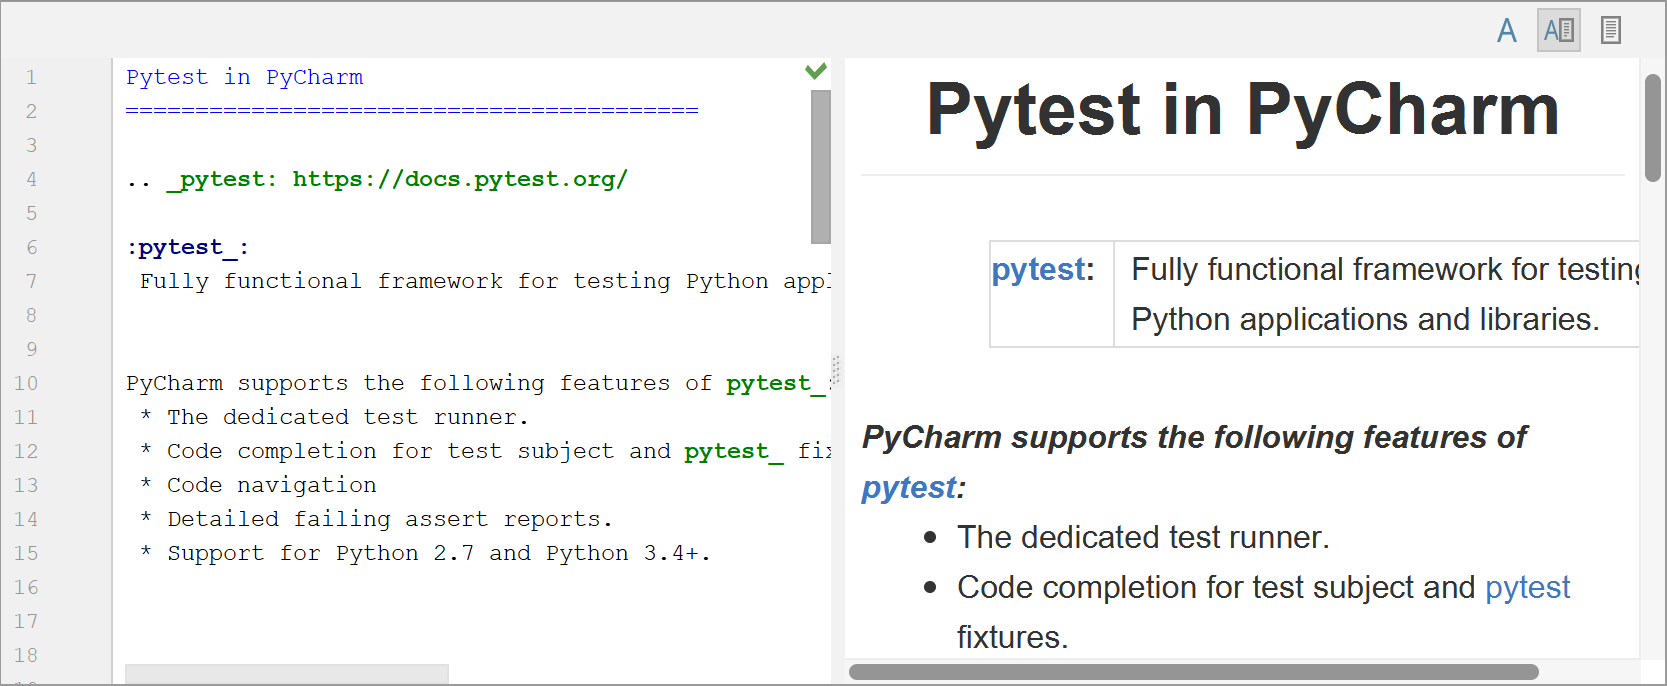 A
A
1 Pytest in PyCharm
2 =========================================
3
4 .. _pytest: https://docs.pytest.org/
5
6 :pytest_:
7 Fully functional framework for testing Python appl
8
9
10 PyCharm supports the following features of pytest_:
11 * The dedicated test runner.
12 * Code completion for test subject and pytest_ fix
13 * Code navigation
14 * Detailed failing assert reports.
15 * Support for Python 2.7 and Python 3.4+.
16
17
18
Pytest in PyCharm
pytest: Fully functional framework for testing
Python applications and libraries.
PyCharm supports the following features of
pytest:
• The dedicated test runner.
• Code completion for test subject and pytest
fixtures.